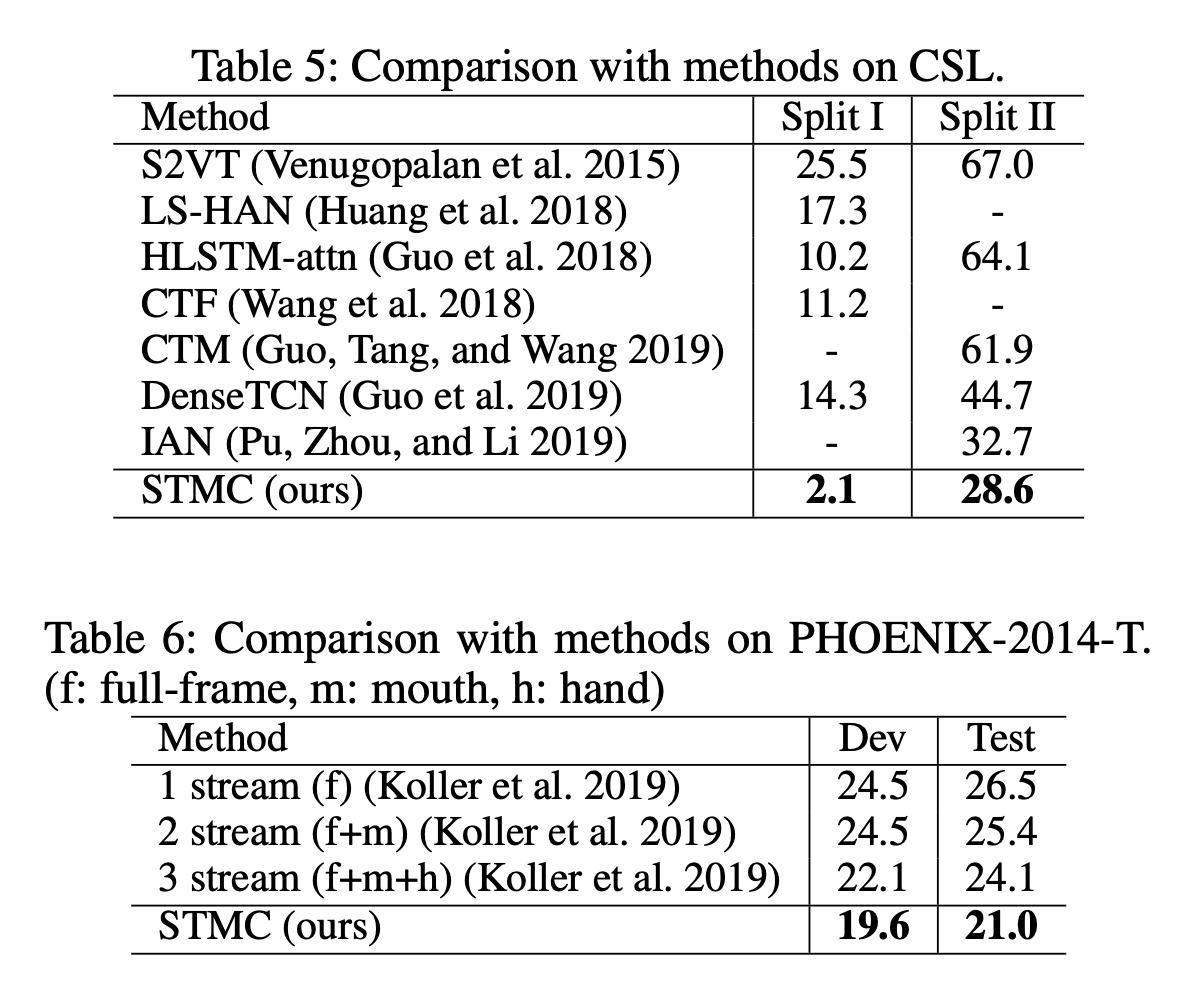 Table 5: Comparison with methods on CSL.
Method Split I Split II
S2VT (Venugopalan et al. 2015) 25.5 67.0
LS-HAN (Huang et al. 2018) 17.3 -
HLSTM-attn (Guo et al. 2018) 10.2 64.1
CTF (Wang et al. 2018) 11.2 -
CTM (Guo, Tang, and Wang 2019) - 61.9
DenseTCN (Guo et al. 2019) 14.3 44.7
IAN (Pu, Zhou, and Li 2019) - 32.7
STMC (ours) 2.1 28.6
Table 6: Comparison with methods on PHOENIX-2014-T.
(f: full-frame, m: mouth, h: hand)
Method Dev Test
1 stream (f) (Koller et al. 2019) 24.5 26.5
2 stream (f+m) (Koller et al. 2019) 24.5 25.4
3 stream (f+m+h) (Koller et al. 2019) 22.1 24.1
STMC (ours) 19.6 21.0